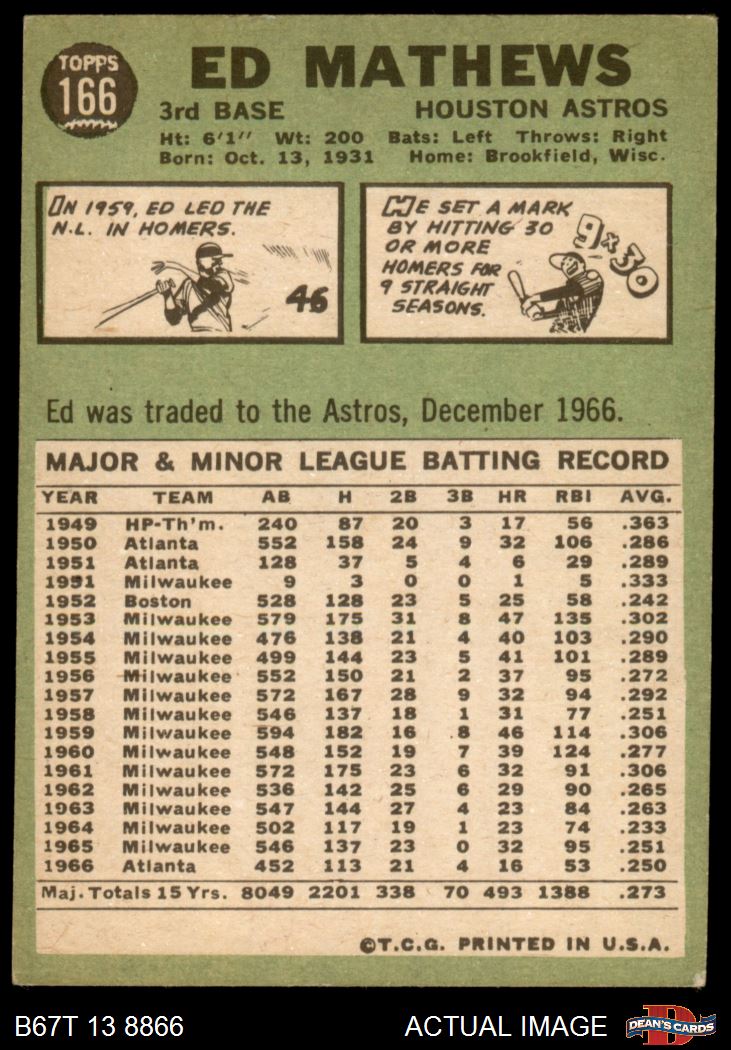 TOPPS
166
ED MATHEWS
3rd BASE HOUSTON ASTROS
Ht: 6'1" Wt: 200 Bats: Left Throws: Right
Born: Oct. 13, 1931 Home: Brookfield, Wisc.
IN 1959, ED LED THE
N.L. IN HOMERS.
46
HE SET A MARK
BY HITTING 30
OR MORE
HOMERS FOR
9 STRAIGHT
SEASONS.
9x30
Ed was traded to the Astros, December 1966.
MAJOR & MINOR LEAGUE BATTING RECORD
YEAR TEAM AB H 2B 3B HR RBI AVG.
1949 HP-Th'm. 240 87 20 3 17 56 .363
1950 Atlanta 552 158 24 9 32 106 .286
1951 Atlanta 128 37 5 4 6 29 .289
1951 Milwaukee 9 3 0 0 1 5 .333
1952 Boston 528 128 23 5 25 58 .242
1953 Milwaukee 579 175 31 8 47 135 .302
1954 Milwaukee 476 138 21 4 40 103 .290
1955 Milwaukee 499 144 23 5 41 101 .289
1956 Milwaukee 552 150 21 2 37 95 .272
1957 Milwaukee 572 167 28 9 32 94 .292
1958 Milwaukee 546 137 18 1 31 77 .251
1959 Milwaukee 594 182 16 8 46 114 .306
1960 Milwaukee 548 152 19 7 39 124 .277
1961 Milwaukee 572 175 23 6 32 91 .306
1962 Milwaukee 536 142 25 6 29 90 .265
1963 Milwaukee 547 144 27 4 23 84 .263
1964 Milwaukee 502 117 19 1 23 74 .233
1965 Milwaukee 546 137 23 0 32 95 .251
1966 Atlanta 452 113 21 4 16 53 .250
Maj. Totals 15 Yrs. 8049 2201 338 70 493 1388 .273
©T.C.G. PRINTED IN U.S.A.
B67T 13 8866 ACTUAL IMAGE
D
DEAN'S CARDS